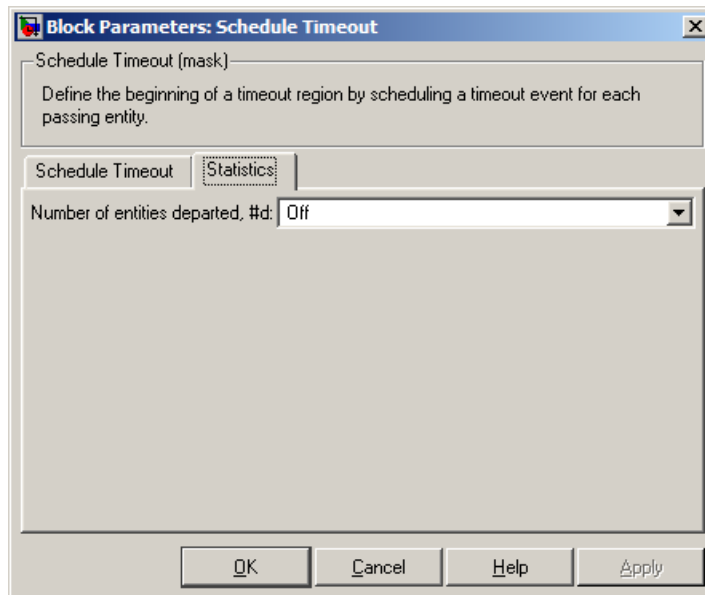 Block Parameters: Schedule Timeout
Schedule Timeout (mask)
Define the beginning of a timeout region by scheduling a timeout event for each
passing entity.
Schedule Timeout
Statistics
Number of entities departed, #d: Off
OK Cancel Help Apply